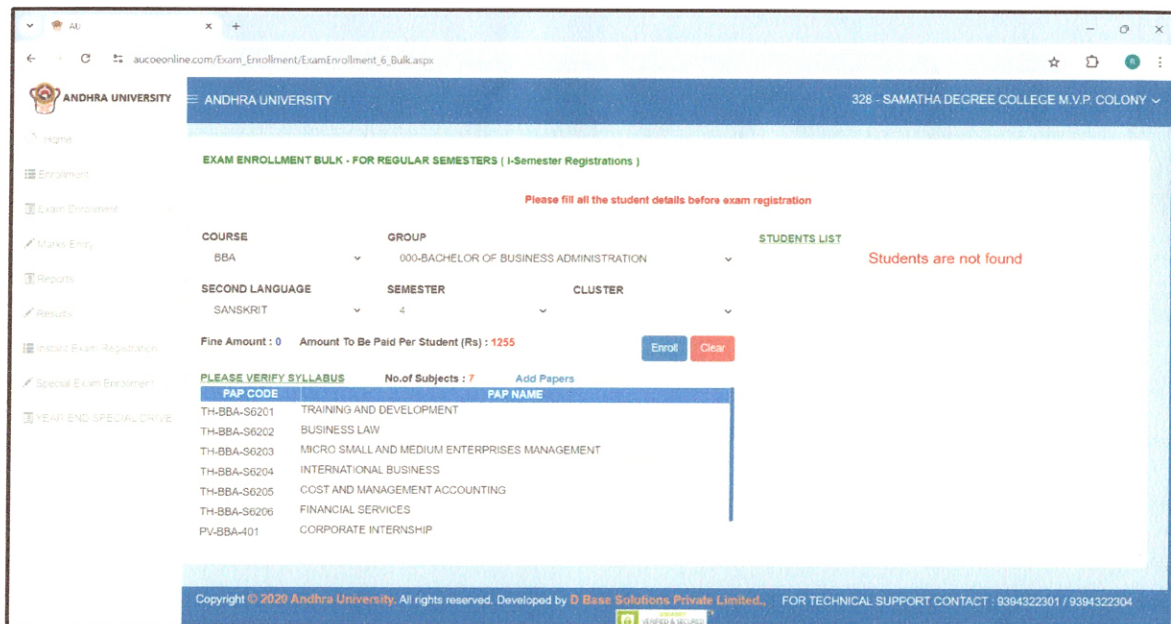 AU
aucoeonline.com/Exam_Enrollment/ExamEnrollment_6_Bulk.aspx
R
ANDHRA UNIVERSITY
ANDHRA UNIVERSITY
328 - SAMATHA DEGREE COLLEGE M.V.P. COLONY
Home
Enrollment
Exam Enrolment
Marks Entry
Reports
Results
Instant Exam Registration
Special Exam Enrolment
YEAR END SPECIAL DRIVE
EXAM ENROLLMENT BULK - FOR REGULAR SEMESTERS ( I-Semester Registrations )
Please fill all the student details before exam registration
COURSE GROUP
BBA 000-BACHELOR OF BUSINESS ADMINISTRATION
SECOND LANGUAGE SEMESTER CLUSTER
SANSKRIT 4
Fine Amount : 0 Amount To Be Paid Per Student (Rs) : 1255
Enroll Clear
PLEASE VERIFY SYLLABUS No.of Subjects : 7 Add Papers
PAP CODE PAP NAME
TH-BBA-S6201 TRAINING AND DEVELOPMENT
TH-BBA-S6202 BUSINESS LAW
TH-BBA-S6203 MICRO SMALL AND MEDIUM ENTERPRISES MANAGEMENT
TH-BBA-S6204 INTERNATIONAL BUSINESS
TH-BBA-S6205 COST AND MANAGEMENT ACCOUNTING
TH-BBA-S6206 FINANCIAL SERVICES
PV-BBA-401 CORPORATE INTERNSHIP
STUDENTS LIST
Students are not found
Copyright © 2020 Andhra University. All rights reserved. Developed by D Base Solutions Private Limited., FOR TECHNICAL SUPPORT CONTACT : 9394322301 / 9394322304
VERIFIED & SECURED